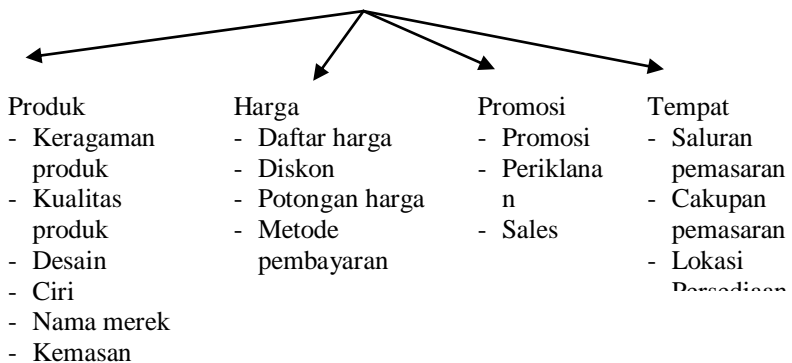 Produk
- Keragaman
produk
- Kualitas
produk
- Desain
- Ciri
- Nama merek
- Kemasan
Harga
- Daftar harga
- Diskon
- Potongan harga
- Metode
pembayaran
Promosi
- Promosi
- Periklana
n
- Sales
Tempat
- Saluran
pemasaran
- Cakupan
pemasaran
- Lokasi
Persediaan